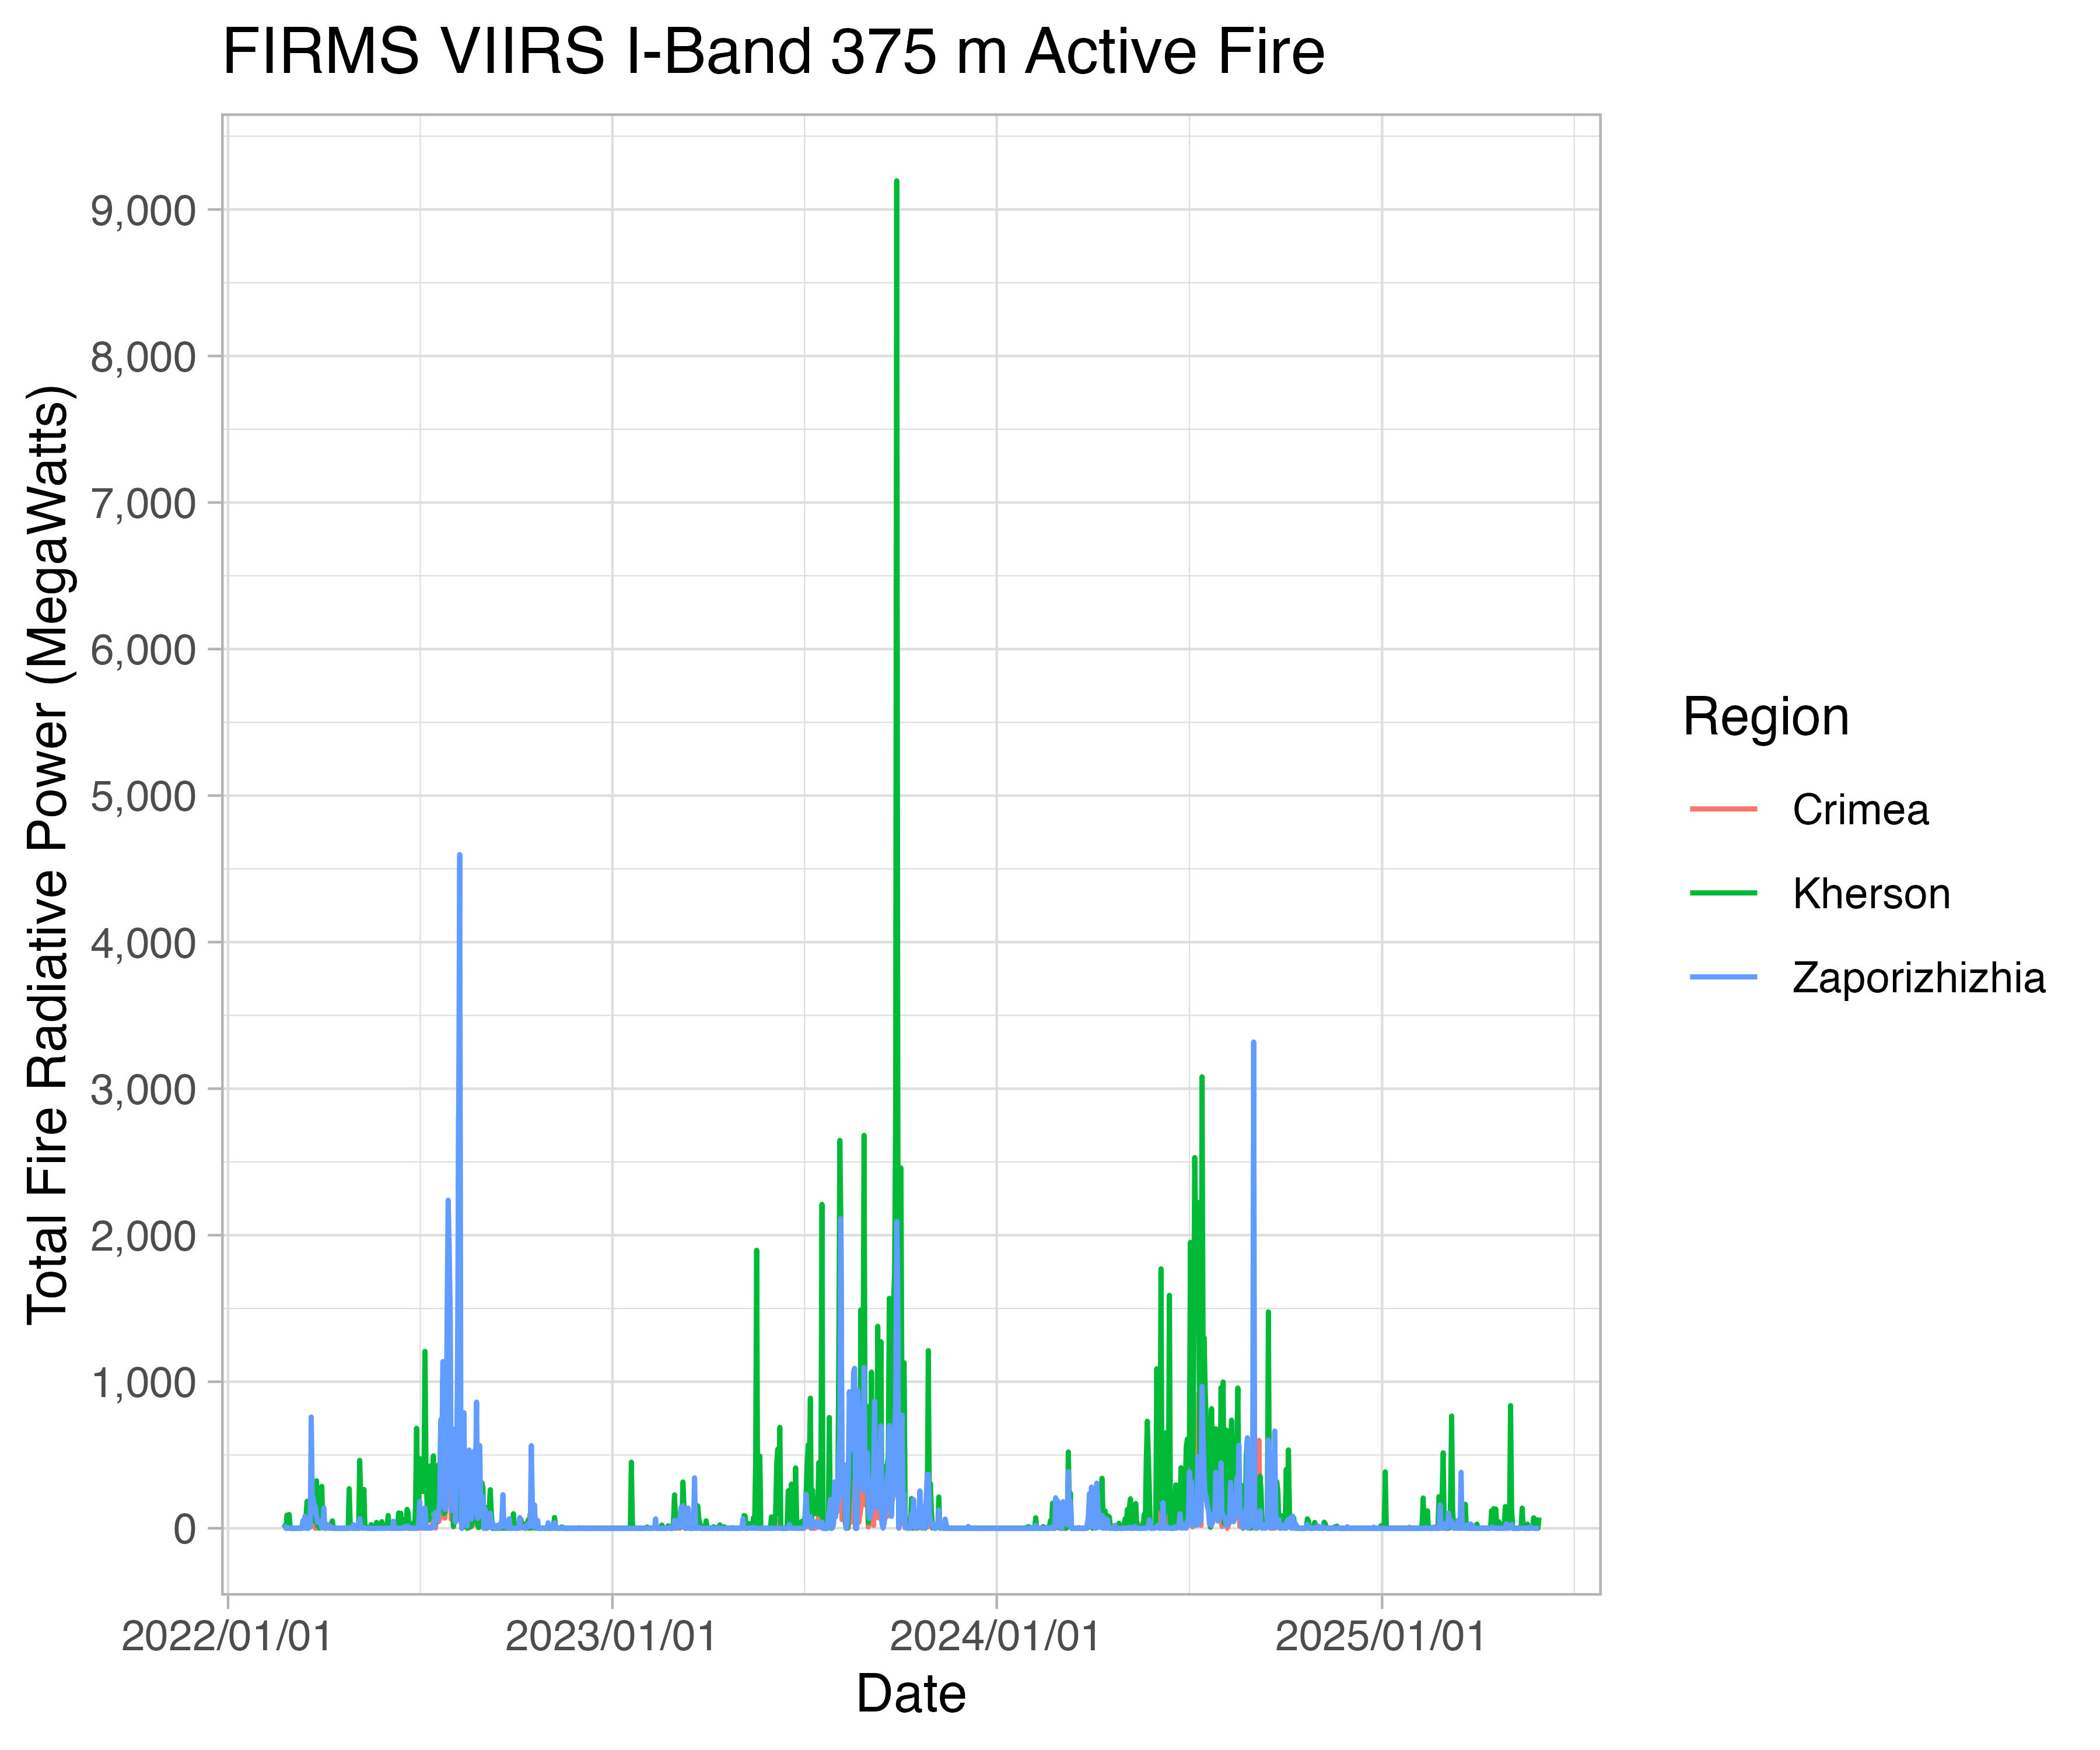 FIRMS VIIRS I-Band 375 m Active Fire
Total Fire Radiative Power (MegaWatts)
9,000
8,000
7,000
6,000
5,000
4,000
3,000
2,000
1,000
0
2022/01/01 2023/01/01 2024/01/01 2025/01/01
Date
Region
Crimea
Kherson
Zaporizhizhia